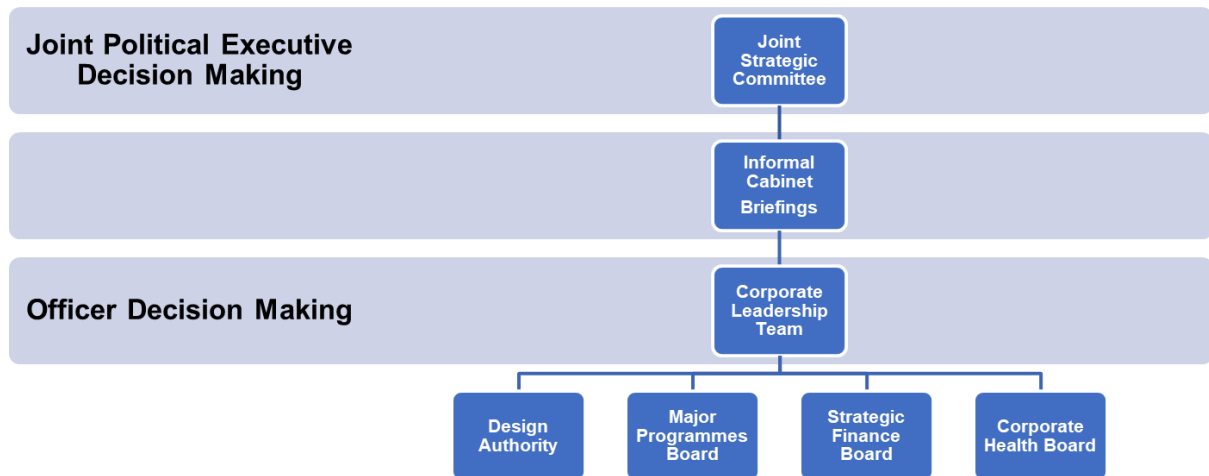 Joint Political Executive
Decision Making
Joint
Strategic
Committee
Informal
Cabinet
Briefings
Officer Decision Making
Corporate
Leadership
Team
Design
Authority
Major
Programmes
Board
Strategic
Finance
Board
Corporate
Health Board